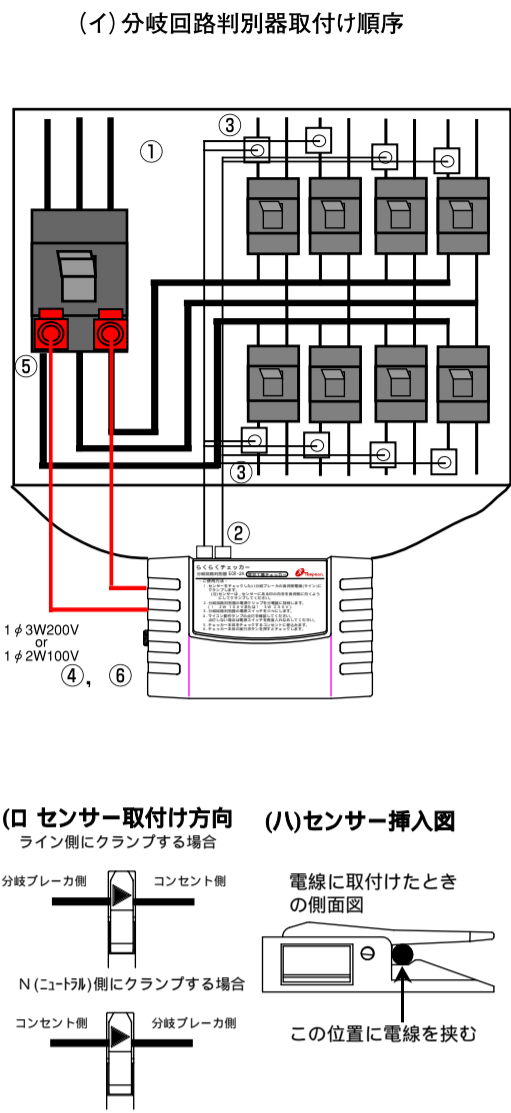 (イ) 分岐回路判別器取付け順序
③
①
⑤
③
②
らくらくチェッカー
1φ3W200V
or
1φ2W100V
④, ⑥
(ロ センサー取付け方向
ライン側にクランプする場合
分岐ブレーカ側
コンセント側
N (ニュートラル)側にクランプする場合
コンセント側
分岐ブレーカ側
(ハ)センサー挿入図
電線に取付けたとき
の側面図
この位置に電線を挟む